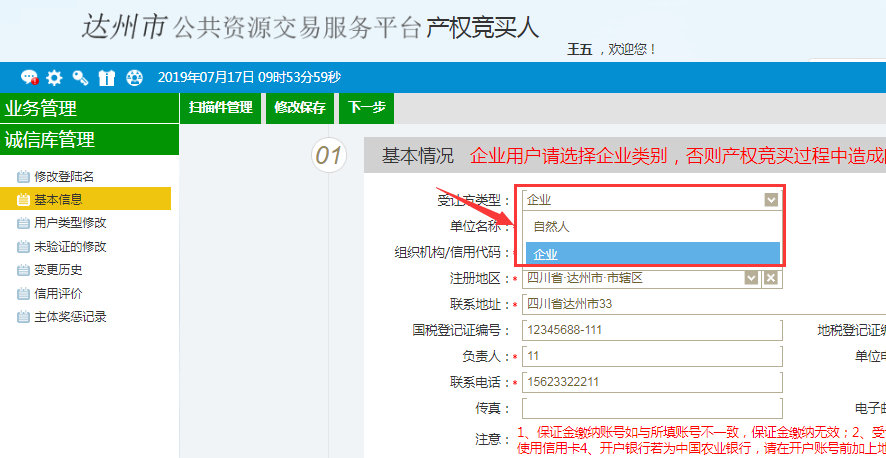 达州市 公共资源交易服务平台 产权竞买人
王五 ，欢迎您！
2019年07月17日 09时53分59秒
业务管理
诚信库管理
修改登陆名
基本信息
用户类型修改
未验证的修改
变更历史
信用评价
主体奖惩记录
扫描件管理 修改保存 下一步
01 基本情况 企业用户请选择企业类别，否则产权竞买过程中造成
受让方类型： 企业
自然人
企业
单位名称：*
组织机构/信用代码：
注册地区：* 四川省·达州市·市辖区
联系地址：* 四川省达州市33
国税登记证编号： 12345688-111 地税登记证编
负责人：* 11 单位电
联系电话：* 15623322211
传真： 电子邮
注意： 1、保证金缴纳账号如与所填账号不一致，保证金缴纳无效；2、受
使用信用卡4、开户银行若为中国农业银行，请在开户账号前加上地